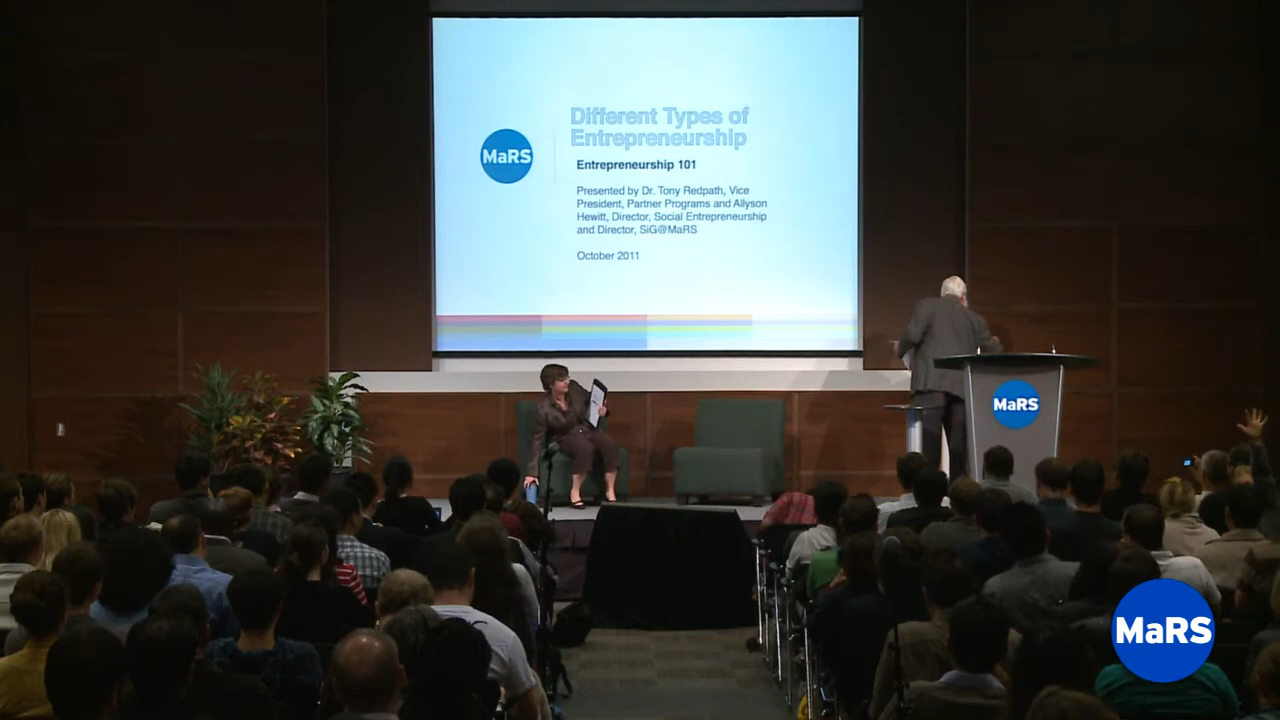 Different Types of
Entrepreneurship
MaRS
Entrepreneurship 101
Presented by Dr. Tony Redpath, Vice
President, Partner Programs and Allyson
Hewitt, Director, Social Entrepreneurship
and Director, SiG@MaRS
October 2011
MaRS
MaRS